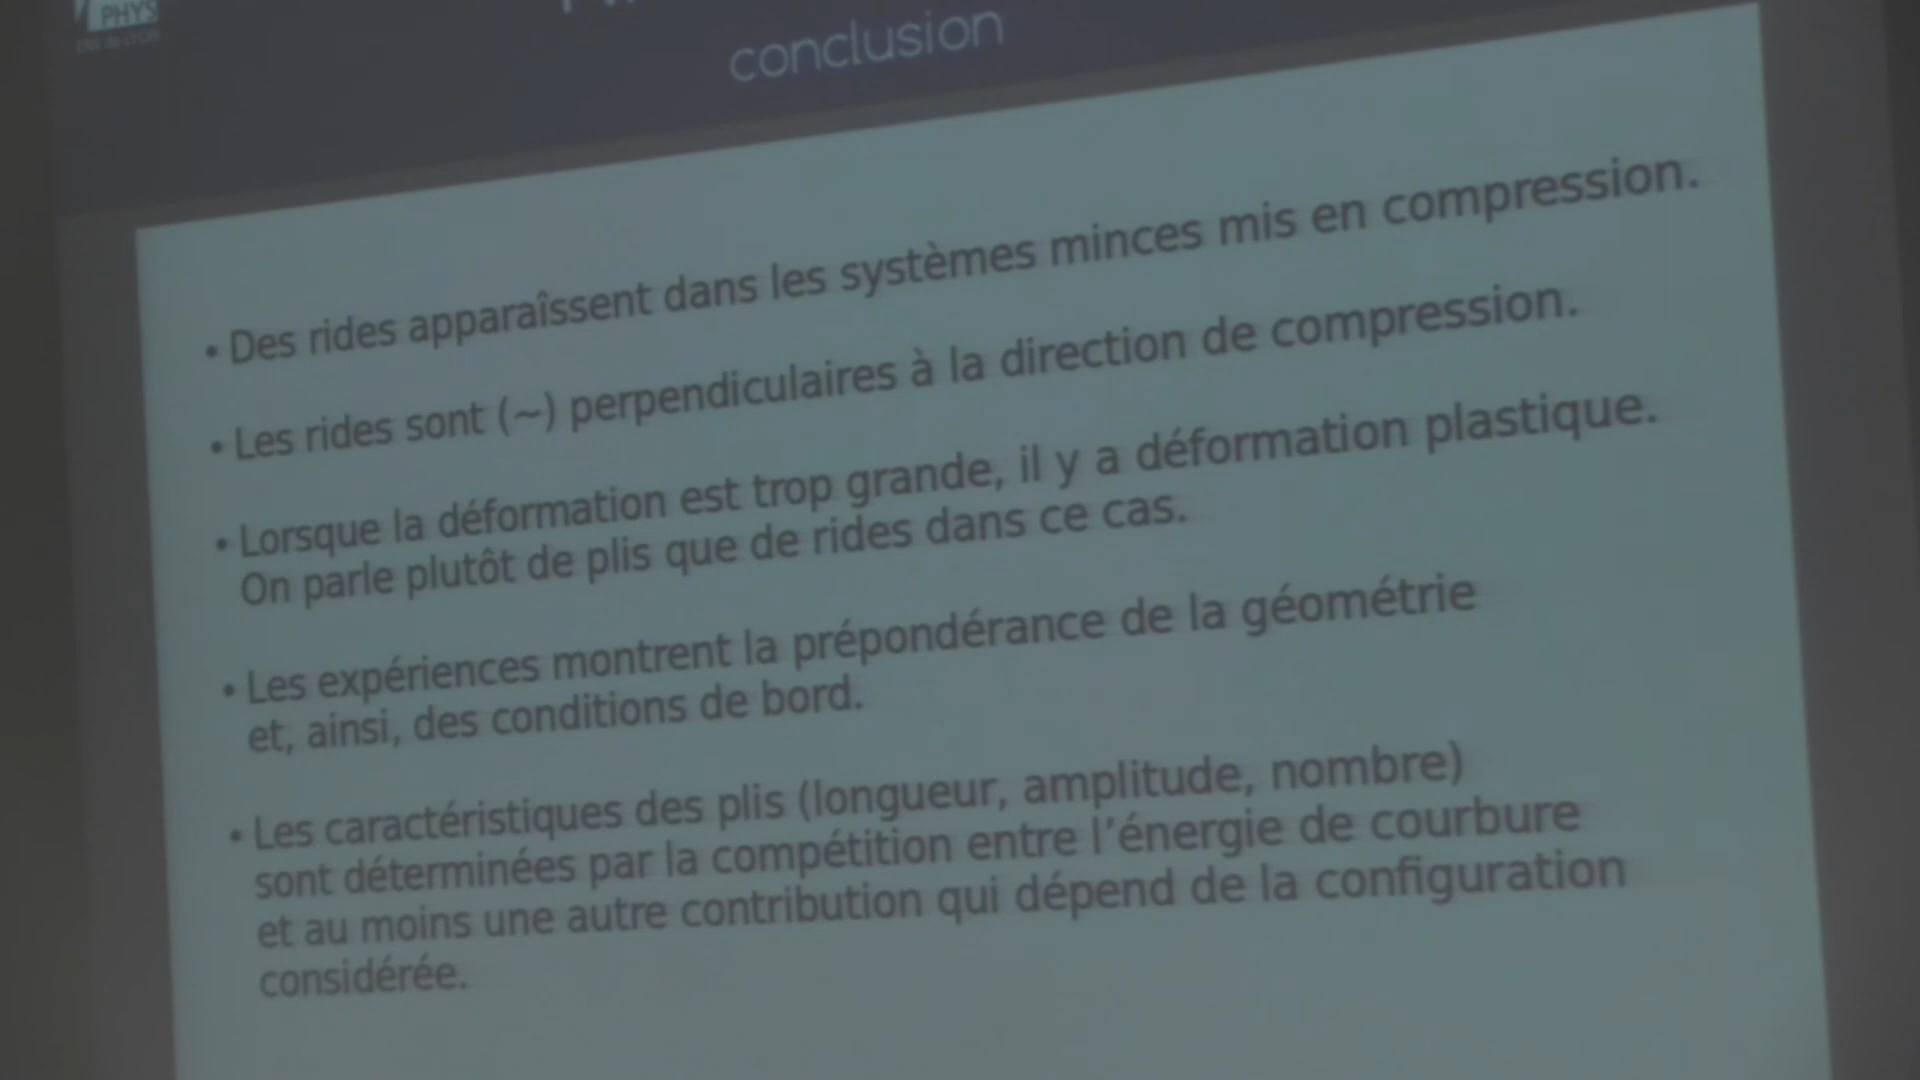 PHYS
ENS de LYON
conclusion
• Des rides apparaîssent dans les systèmes minces mis en compression.
• Les rides sont (~) perpendiculaires à la direction de compression.
• Lorsque la déformation est trop grande, il y a déformation plastique.
On parle plutôt de plis que de rides dans ce cas.
• Les expériences montrent la prépondérance de la géométrie
et, ainsi, des conditions de bord.
• Les caractéristiques des plis (longueur, amplitude, nombre)
sont déterminées par la compétition entre l’énergie de courbure
et au moins une autre contribution qui dépend de la configuration
considérée.